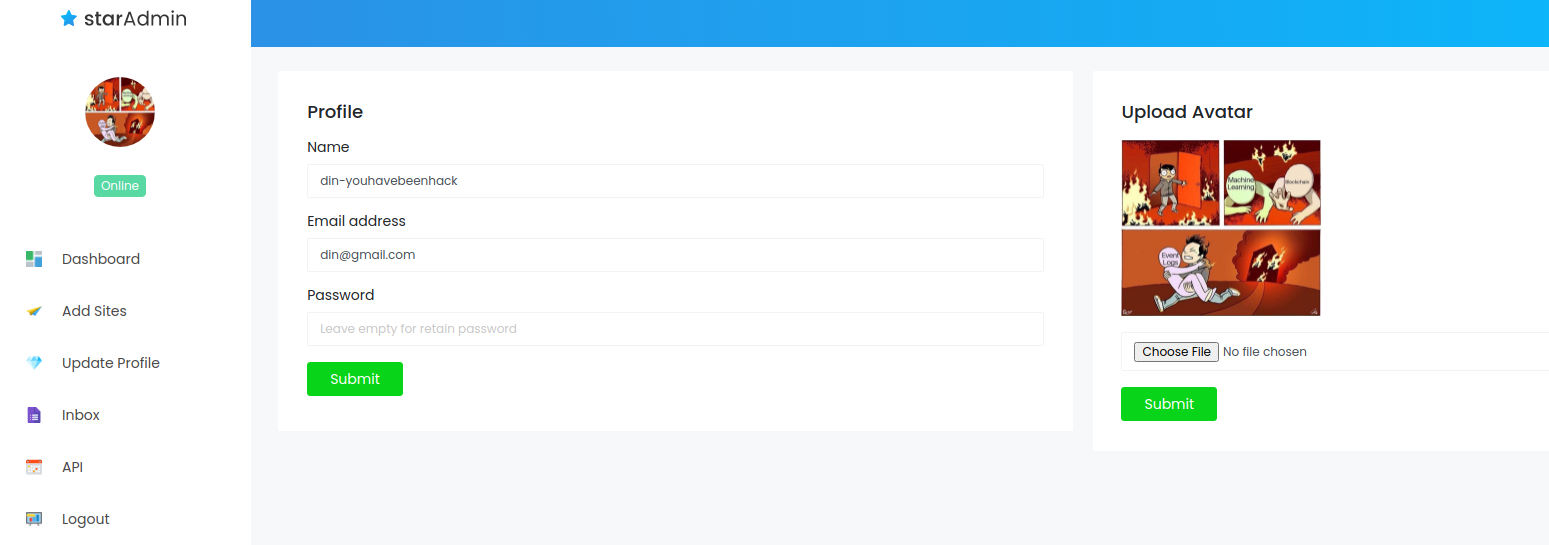 starAdmin
Online
Dashboard
Add Sites
Update Profile
Inbox
API
Logout
Profile
Name
din-youhavebeenhack
Email address
din@gmail.com
Password
Leave empty for retain password
Submit
Upload Avatar
Machine
Learning
Blockchain
Event
Logs
Choose File No file chosen
Submit